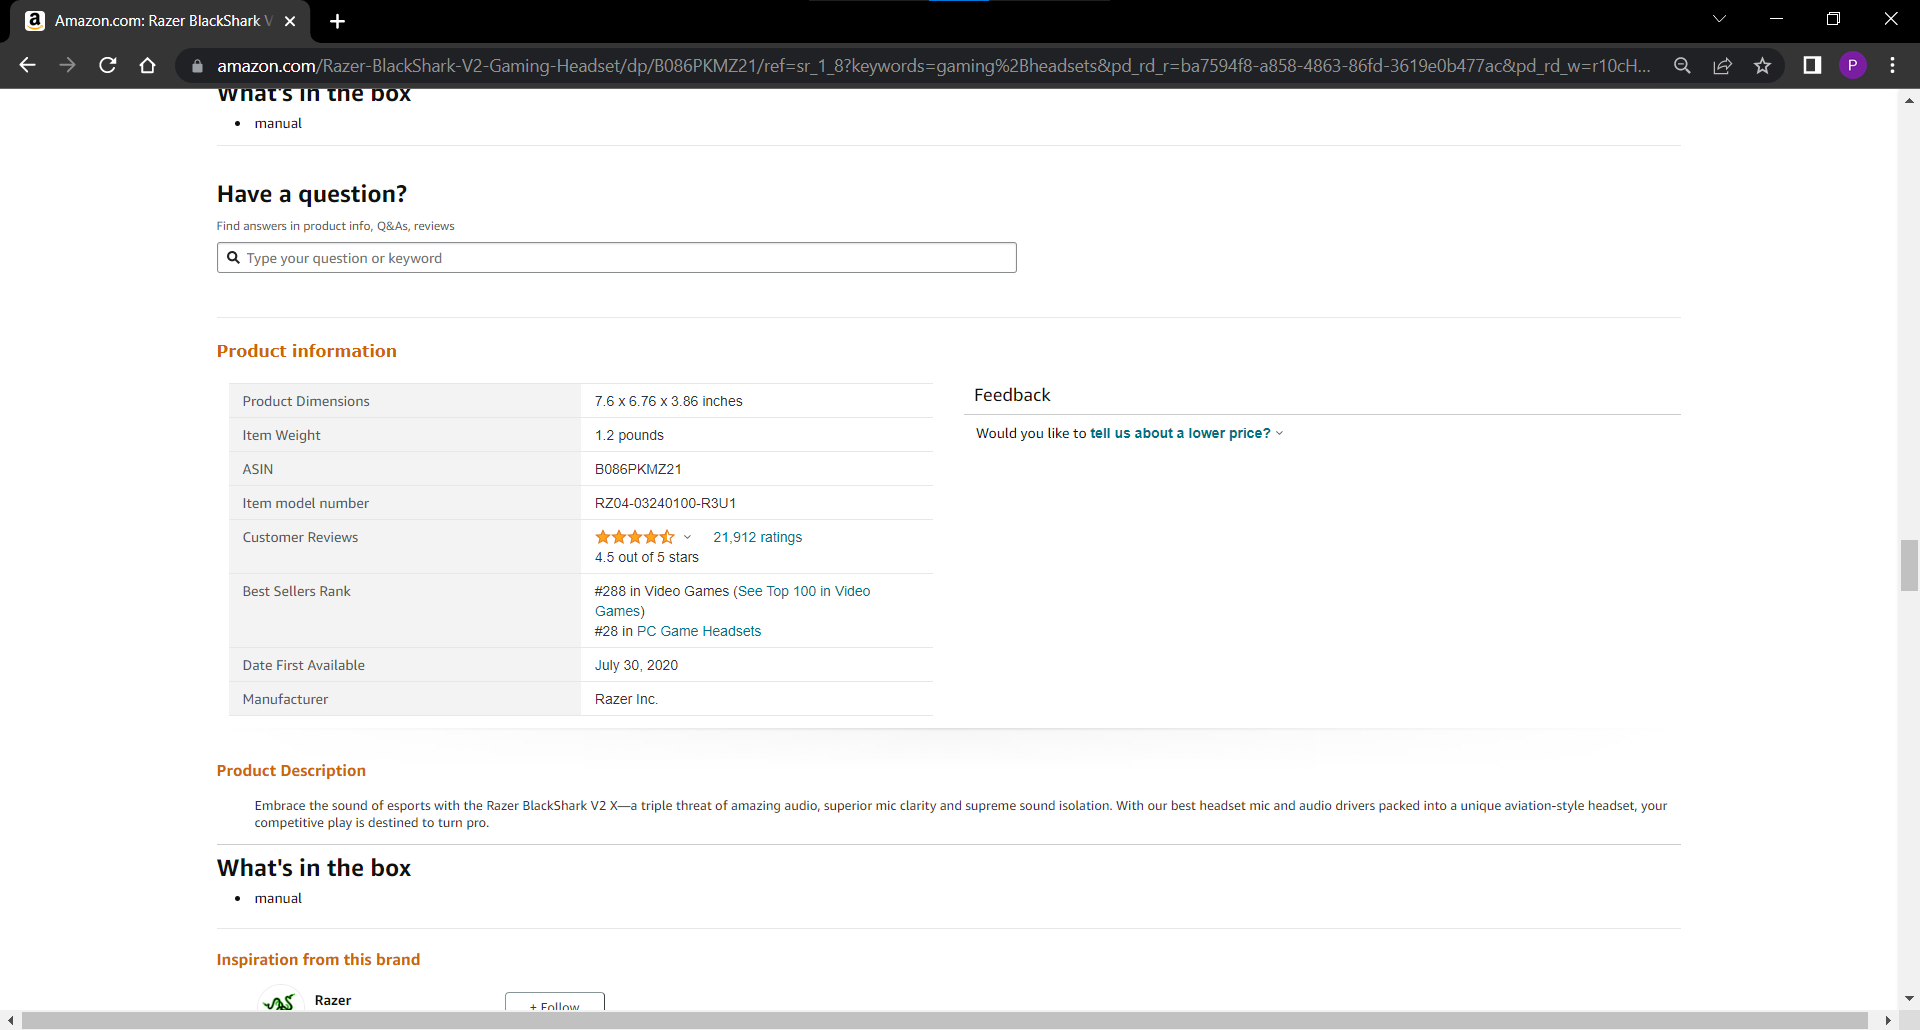 Amazon.com: Razer BlackShark V
amazon.com/Razer-BlackShark-V2-Gaming-Headset/dp/B086PKMZ21/ref=sr_1_8?keywords=gaming%2Bheadsets&pd_rd_r=ba7594f8-a858-4863-86fd-3619e0b477ac&pd_rd_w=r10cH...
P
What's in the box
• manual
Have a question?
Find answers in product info, Q&As, reviews
Type your question or keyword
Product information
Product Dimensions 7.6 x 6.76 x 3.86 inches
Item Weight 1.2 pounds
ASIN B086PKMZ21
Item model number RZ04-03240100-R3U1
Customer Reviews 21,912 ratings
4.5 out of 5 stars
Best Sellers Rank #288 in Video Games (See Top 100 in Video
Games)
#28 in PC Game Headsets
Date First Available July 30, 2020
Manufacturer Razer Inc.
Feedback
Would you like to tell us about a lower price?
Product Description
Embrace the sound of esports with the Razer BlackShark V2 X—a triple threat of amazing audio, superior mic clarity and supreme sound isolation. With our best headset mic and audio drivers packed into a unique aviation-style headset, your
competitive play is destined to turn pro.
What's in the box
• manual
Inspiration from this brand
Razer
+ Follow